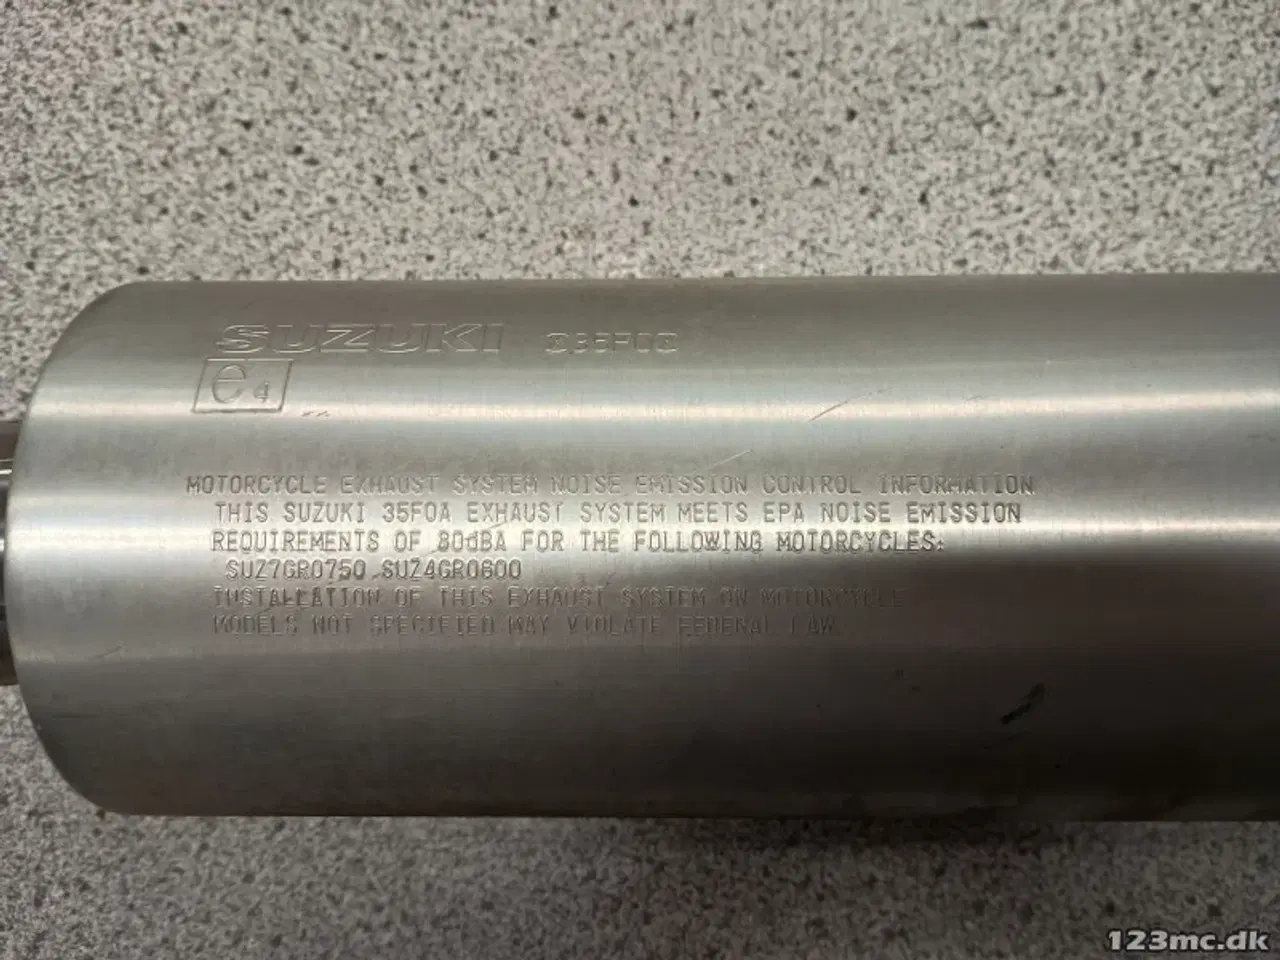 SUZUKI
e4
MOTORCYCLE EXHAUST SYSTEM NOISE EMISSION CONTROL INFORMATION
THIS SUZUKI 35F0A EXHAUST SYSTEM MEETS EPA NOISE EMISSION
REQUIREMENTS OF 80dBA FOR THE FOLLOWING MOTORCYCLES:
SUZ7GR0750 SUZ4GR0600
INSTALLATION OF THIS EXHAUST SYSTEM ON MOTORCYCLE
MODELS NOT SPECIFIED MAY VIOLATE FEDERAL LAW
123mc.dk